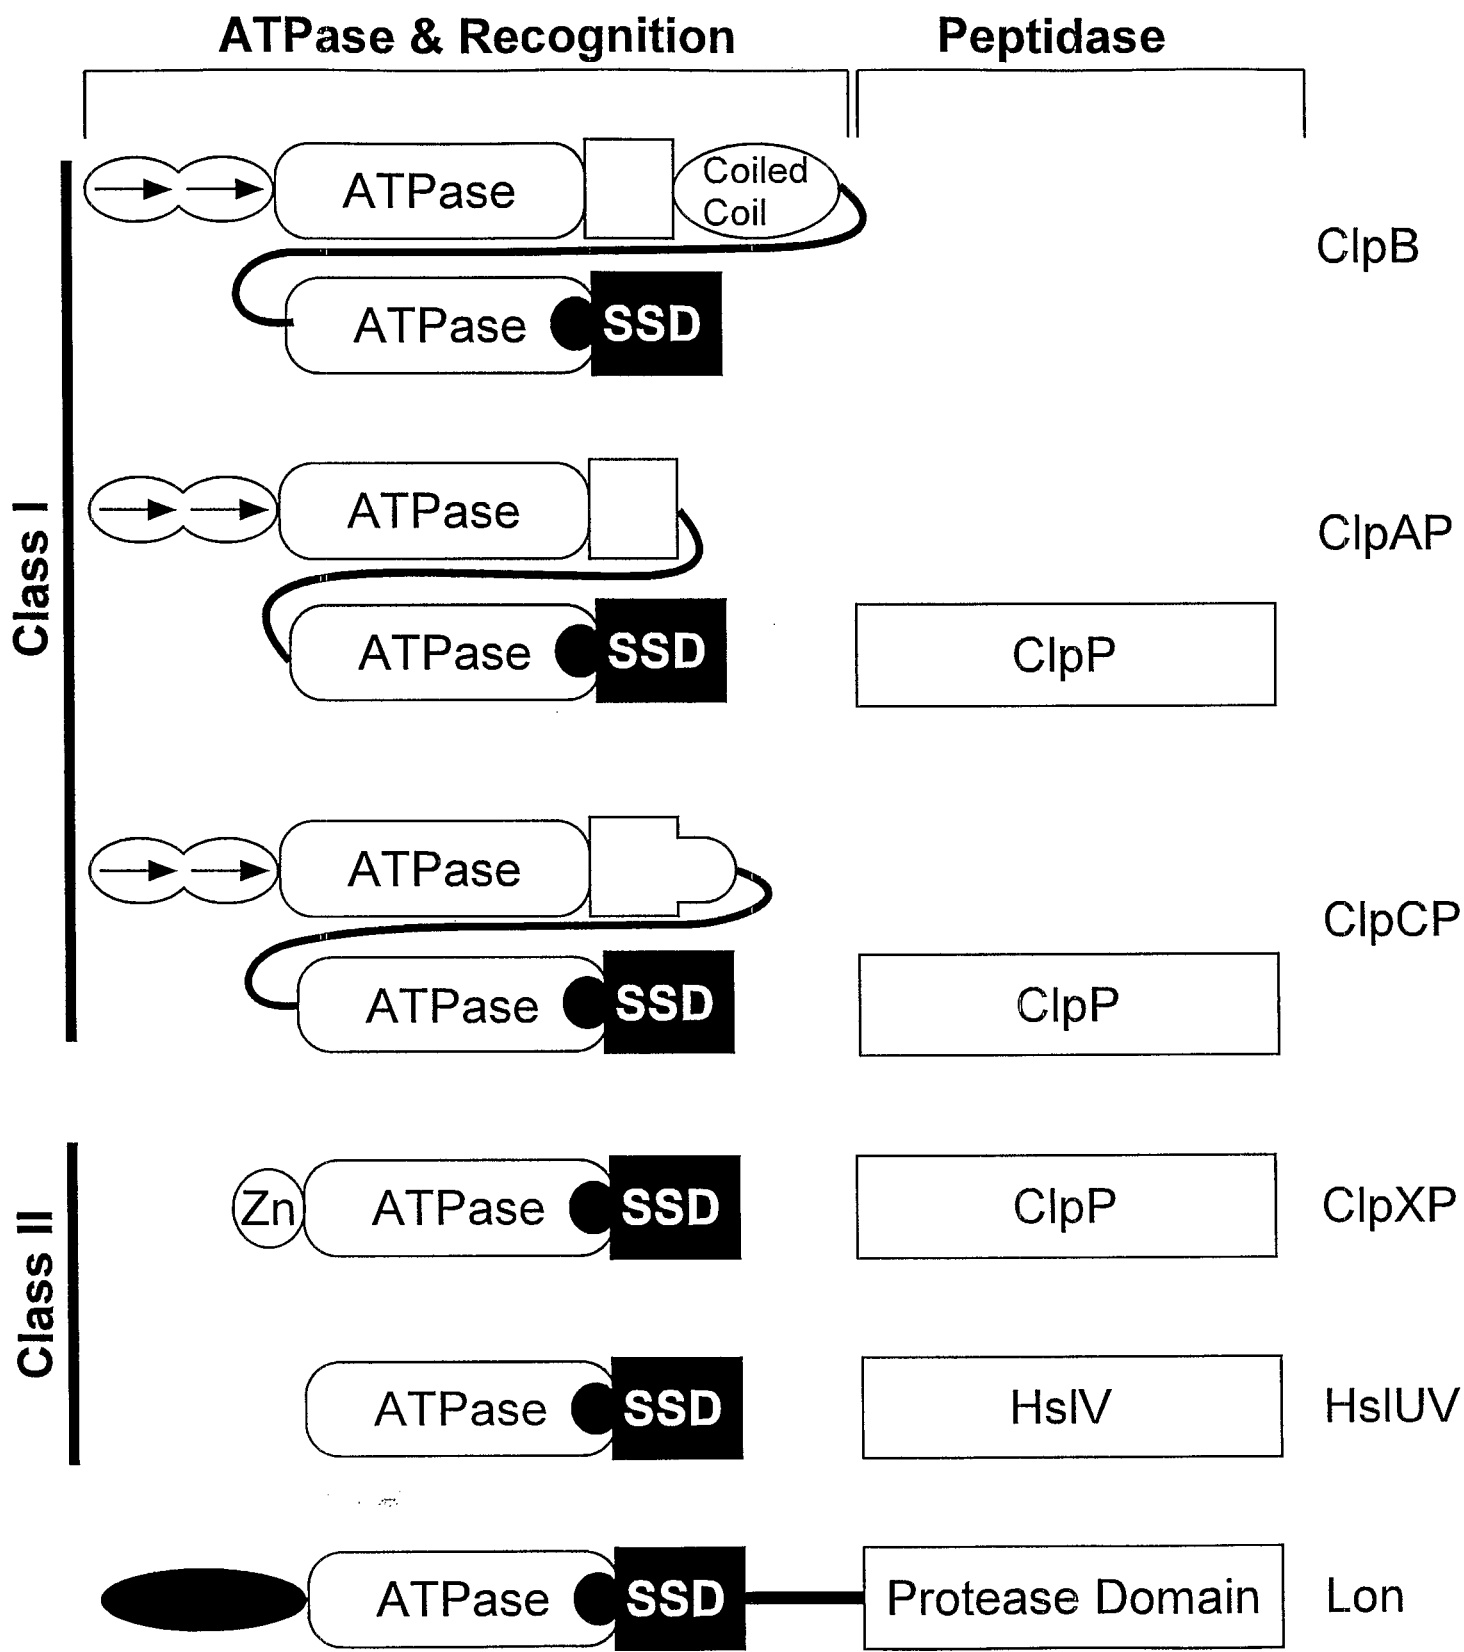 ATPase & Recognition
Peptidase
Class I
ATPase
Coiled
Coil
ATPase
SSD
ClpB
ATPase
ATPase
SSD
ClpP
ClpAP
ATPase
ATPase
SSD
ClpP
ClpCP
Class II
Zn
ATPase
SSD
ClpP
ClpXP
ATPase
SSD
HslV
HslUV
ATPase
SSD
Protease Domain
Lon